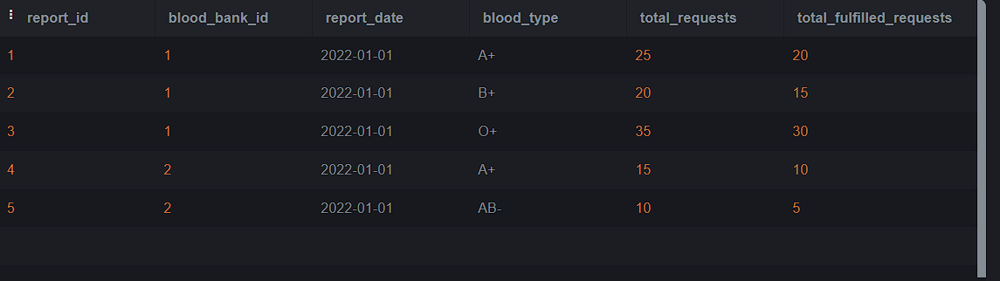 report_id blood_bank_id report_date blood_type total_requests total_fulfilled_requests
1 1 2022-01-01 A+ 25 20
2 1 2022-01-01 B+ 20 15
3 1 2022-01-01 O+ 35 30
4 2 2022-01-01 A+ 15 10
5 2 2022-01-01 AB- 10 5